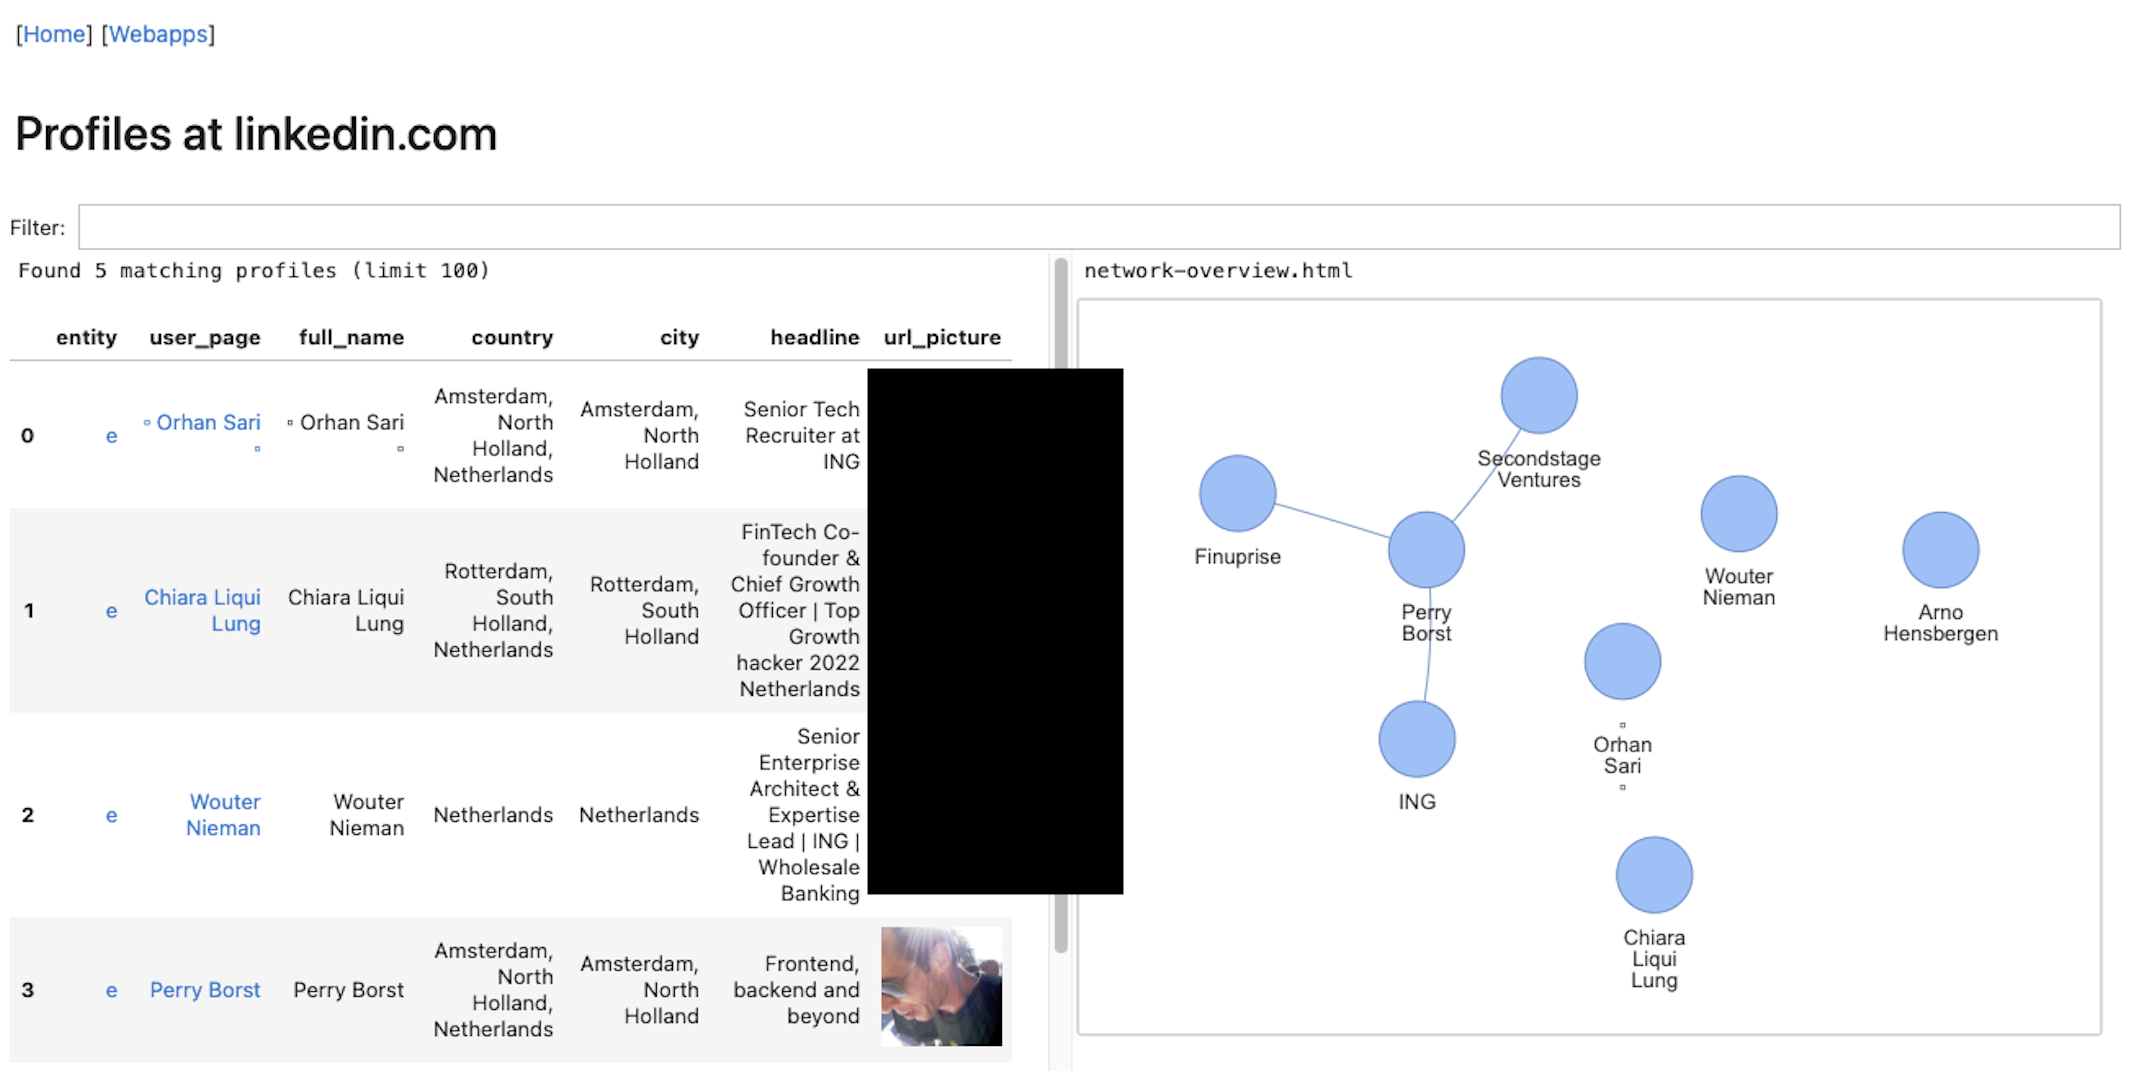 [Home] [Webapps]
Profiles at linkedin.com
Filter:
Found 5 matching profiles (limit 100)
entity user_page full_name country city headline url_picture
0 e
▫ Orhan Sari
▫
▫ Orhan Sari
▫
Amsterdam,
North
Holland,
Netherlands
Amsterdam,
North
Holland
Senior Tech
Recruiter at
ING
1 e
Chiara Liqui
Lung
Chiara Liqui
Lung
Rotterdam,
South
Holland,
Netherlands
Rotterdam,
South
Holland
FinTech Co-
founder &
Chief Growth
Officer | Top
Growth
hacker 2022
Netherlands
2 e
Wouter
Nieman
Wouter
Nieman
Netherlands
Netherlands
Senior
Enterprise
Architect &
Expertise
Lead | ING |
Wholesale
Banking
3 e
Perry Borst
Perry Borst
Amsterdam,
North
Holland,
Netherlands
Amsterdam,
North
Holland
Frontend,
backend and
beyond
network-overview.html
Secondstage
Ventures
Finuprise
Perry
Borst
Wouter
Nieman
Arno
Hensbergen
▫
Orhan
Sari
▫
ING
Chiara
Liqui
Lung